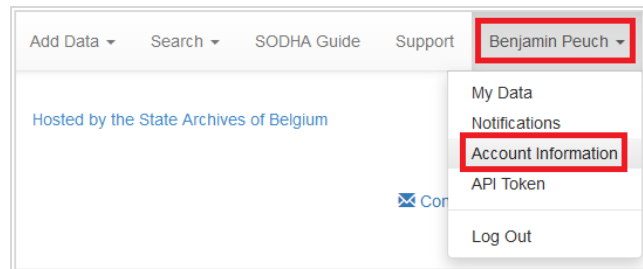 Add Data Search SODHA Guide Support Benjamin Peuch
My Data
Hosted by the State Archives of Belgium
Notifications
Account Information
API Token
Log Out